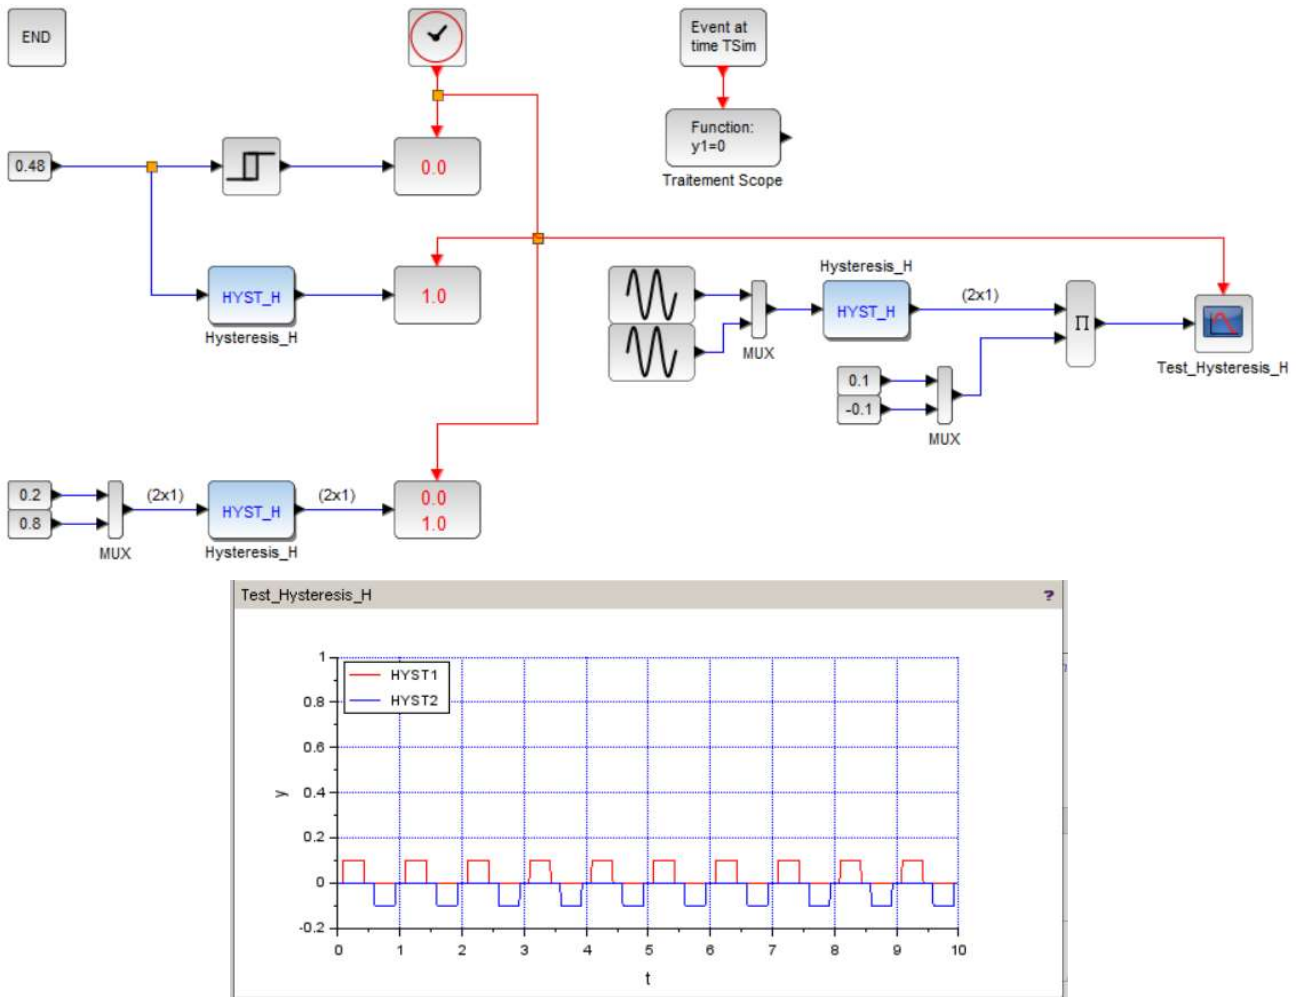 END
Event at
time TSim
Function:
y1=0
Traitement Scope
0.48
0.0
HYST_H
Hysteresis_H
1.0
Hysteresis_H
HYST_H
(2x1)
MUX
Π
Test_Hysteresis_H
0.1
-0.1
MUX
0.2
0.8
MUX
(2x1)
HYST_H
Hysteresis_H
(2x1)
0.0
1.0
Test_Hysteresis_H ?
HYST1
HYST2
1
0.8
0.6
0.4
0.2
0
-0.2
y
0 1 2 3 4 5 6 7 8 9 10
t